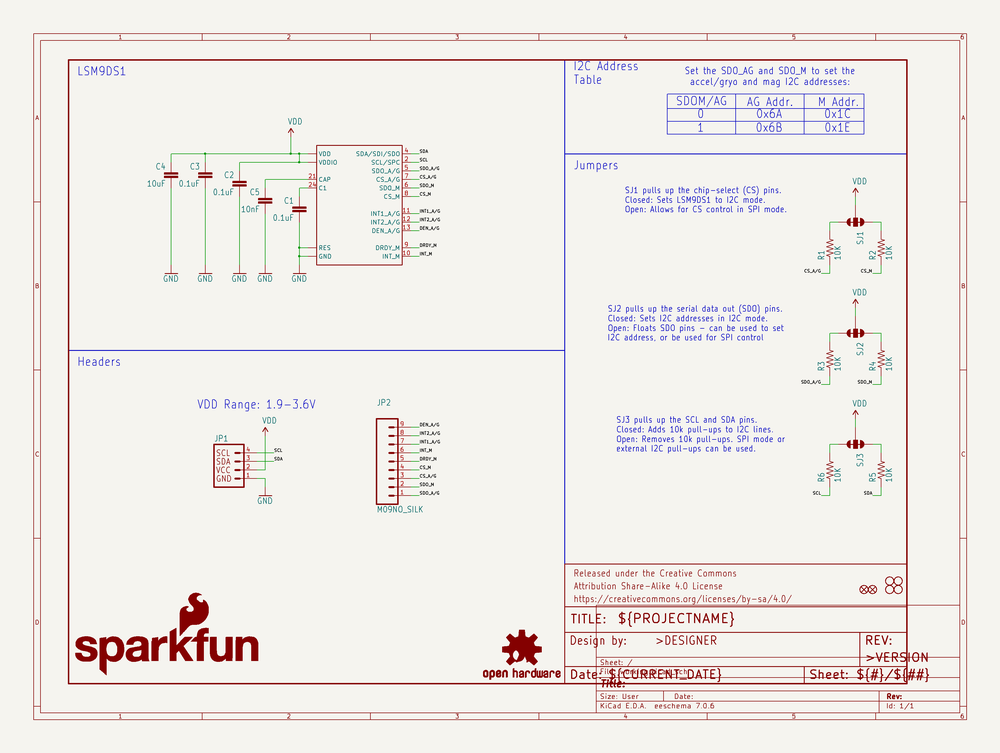 1 2 3 4 5 6
A
B
C
D
A
B
C
D
LSM9DS1
VDD
C4
10uF
C3
0.1uF
C2
0.1uF
C5
10nF
C1
0.1uF
GND GND GND GND GND
VDD
VDDIO
21 CAP
24 C1
RES
GND
SDA/SDI/SDO 4 SDA
SCL/SPC 2 SCL
SDO_A/G 5 SDO_A/G
CS_A/G 7 CS_A/G
SDO_M 6 SDO_M
CS_M 8 CS_M
INT1_A/G 11 INT1_A/G
INT2_A/G 12 INT2_A/G
DEN_A/G 13 DEN_A/G
DRDY_M 9 DRDY_M
INT_M 10 INT_M
I2C Address
Table
Set the SDO_AG and SDO_M to set the
accel/gryo and mag I2C addresses:
SDOM/AG AG Addr. M Addr.
0 0x6A 0x1C
1 0x6B 0x1E
Jumpers
SJ1 pulls up the chip-select (CS) pins.
Closed: Sets LSM9DS1 to I2C mode.
Open: Allows for CS control in SPI mode.
VDD
SJ1
R1
10K
R2
10K
CS_A/G
CS_M
SJ2 pulls up the serial data out (SDO) pins.
Closed: Sets I2C addresses in I2C mode.
Open: Floats SDO pins - can be used to set
I2C address, or be used for SPI control
VDD
SJ2
R3
10K
R4
10K
SDO_A/G
SDO_M
SJ3 pulls up the SCL and SDA pins.
Closed: Adds 10k pull-ups to I2C lines.
Open: Removes 10k pull-ups. SPI mode or
external I2C pull-ups can be used.
VDD
SJ3
R6
10K
R5
10K
SCL
SDA
Headers
VDD Range: 1.9-3.6V
JP1
VDD
SCL 4 SCL
SDA 3 SDA
VCC 2
GND 1
GND
JP2
9 DEN_A/G
8 INT2_A/G
7 INT1_A/G
6 INT_M
5 DRDY_M
4 CS_M
3 CS_A/G
2 SDO_M
1 SDO_A/G
M09NO_SILK
sparkfun
open hardware
Released under the Creative Commons
Attribution Share-Alike 4.0 License
https://creativecommons.org/licenses/by-sa/4.0/
TITLE: ${PROJECTNAME}
Design by: >DESIGNER
REV:
>VERSION
Sheet: /
Date: ${CURRENT_DATE}
Sheet: ${#}/${##}
Title:
Size: User Date: Rev:
KiCad E.D.A. eeschema 7.0.6 Id: 1/1
1 2 3 4 5 6